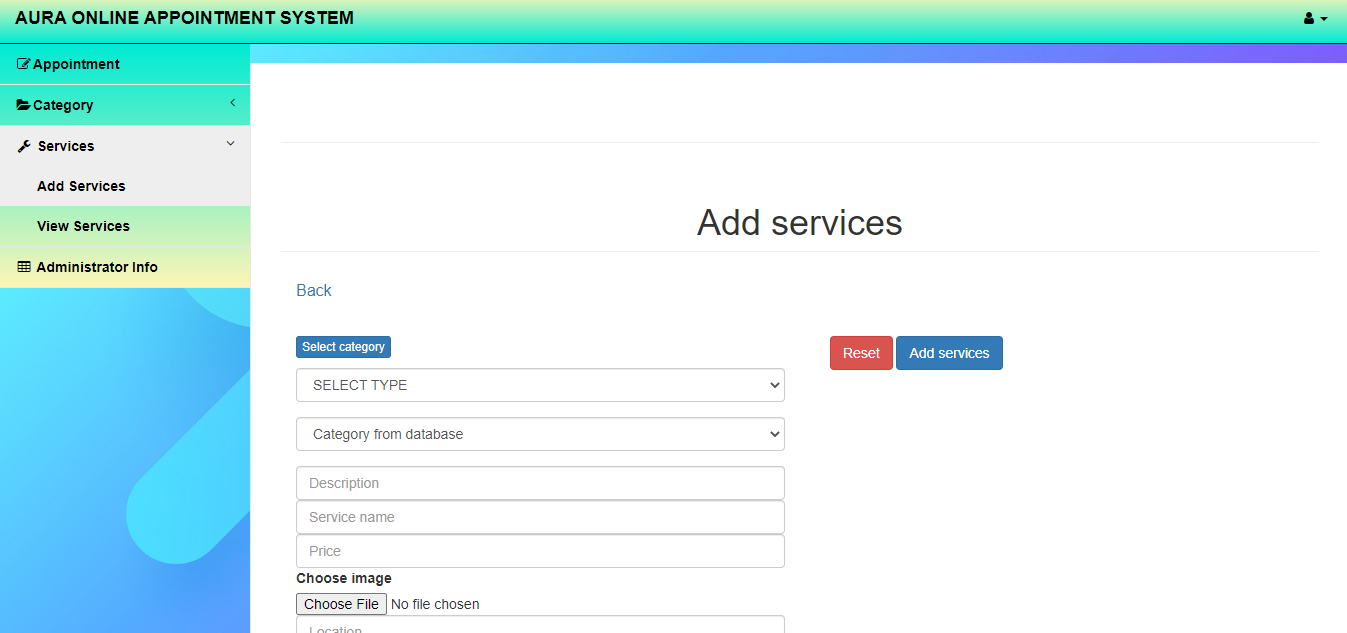 AURA ONLINE APPOINTMENT SYSTEM
Appointment
Category
Services
Add Services
View Services
Administrator Info
Add services
Back
Select category
Reset
Add services
SELECT TYPE
Category from database
Description
Service name
Price
Choose image
Choose File No file chosen
Location